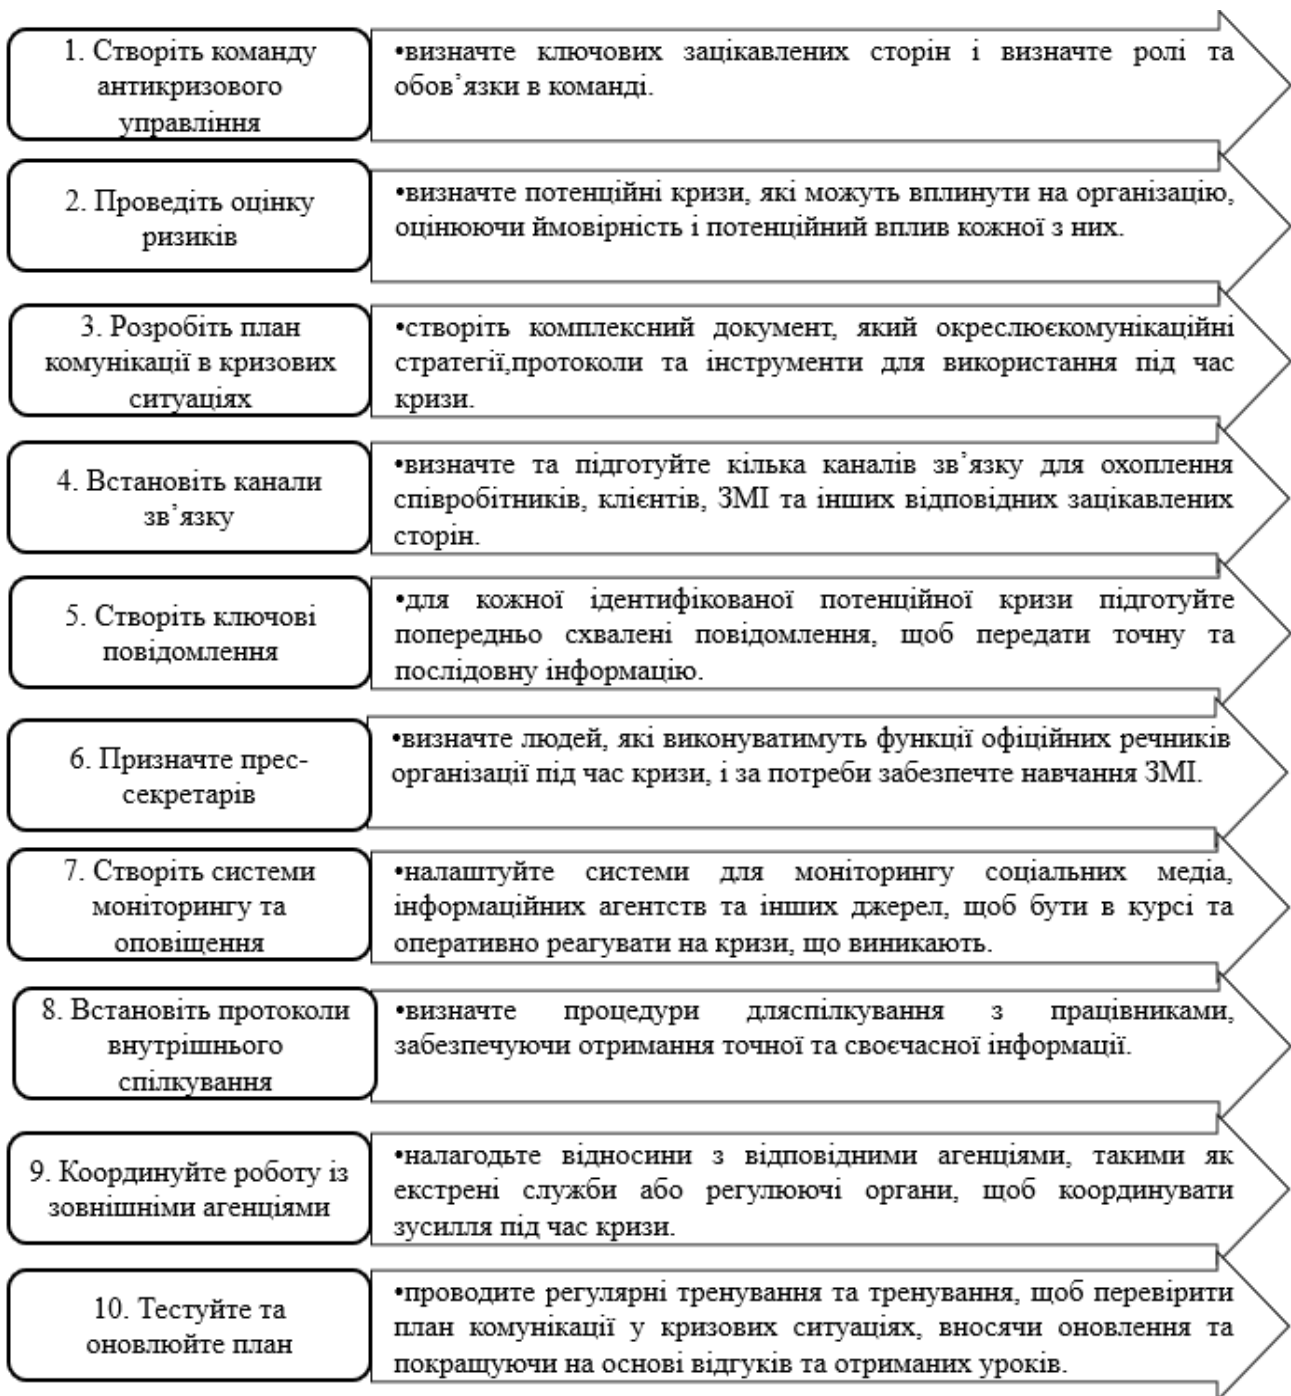 1. Створіть команду
антикризового
управління
•визначте ключових зацікавлених сторін і визначте ролі та
обов’язки в команді.
2. Проведіть оцінку
ризиків
•визначте потенційні кризи, які можуть вплинути на організацію,
оцінюючи ймовірність і потенційний вплив кожної з них.
3. Розробіть план
комунікації в кризових
ситуаціях
•створіть комплексний документ, який окреслюєкомунікаційні
стратегії,протоколи та інструменти для використання під час
кризи.
4. Встановіть канали
зв’язку
•визначте та підготуйте кілька каналів зв’язку для охоплення
співробітників, клієнтів, ЗМІ та інших відповідних зацікавлених
сторін.
5. Створіть ключові
повідомлення
•для кожної ідентифікованої потенційної кризи підготуйте
попередньо схвалені повідомлення, щоб передати точну та
послідовну інформацію.
6. Призначте прес-
секретарів
•визначте людей, які виконуватимуть функції офіційних речників
організації під час кризи, і за потреби забезпечте навчання ЗМІ.
7. Створіть системи
моніторингу та
оповіщення
•налаштуйте системи для моніторингу соціальних медіа,
інформаційних агентств та інших джерел, щоб бути в курсі та
оперативно реагувати на кризи, що виникають.
8. Встановіть протоколи
внутрішнього
спілкування
•визначте процедури дляспілкування з працівниками,
забезпечуючи отримання точної та своєчасної інформації.
9. Координуйте роботу із
зовнішніми агенціями
•налагодьте відносини з відповідними агенціями, такими як
екстрені служби або регулюючі органи, щоб координувати
зусилля під час кризи.
10. Тестуйте та
оновлюйте план
•проводите регулярні тренування та тренування, щоб перевірити
план комунікації у кризових ситуаціях, вносячи оновлення та
покращуючи на основі відгуків та отриманих уроків.